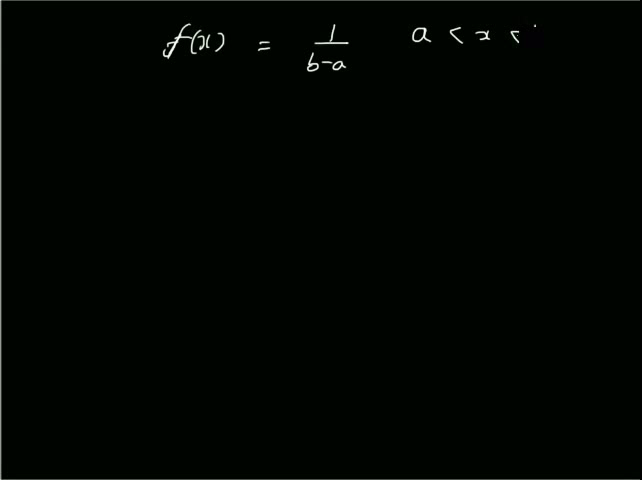 f(x) = 1/(b-a) a < x <